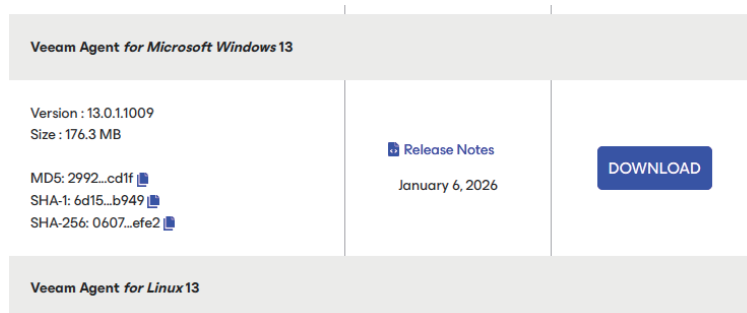 Veeam Agent for Microsoft Windows 13
Version : 13.0.1.1009
Size : 176.3 MB
MD5: 2992...cd1f
SHA-1: 6d15...b949
SHA-256: 0607...efe2
Release Notes
January 6, 2026
DOWNLOAD
Veeam Agent for Linux 13